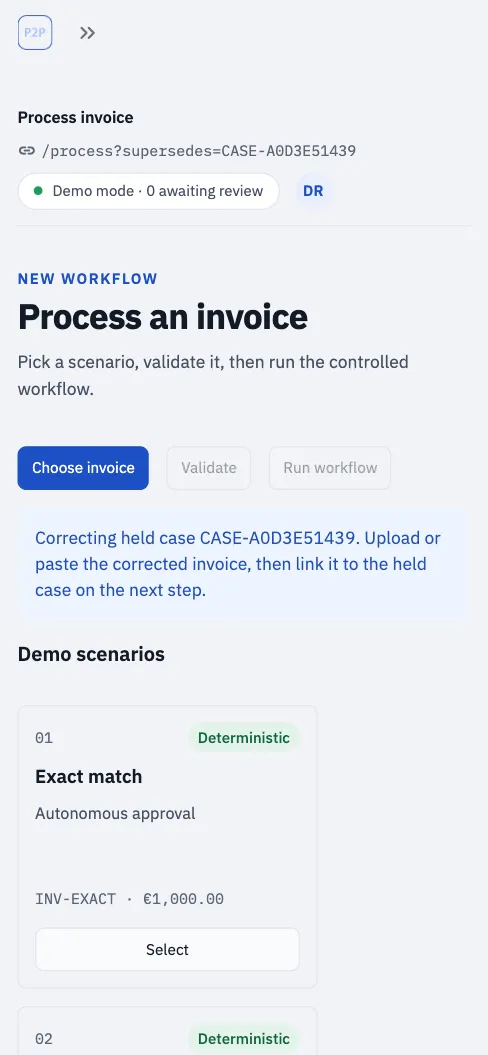 P2P
Process invoice
/process?supersedes=CASE-A0D3E51439
Demo mode · 0 awaiting review
DR
NEW WORKFLOW
Process an invoice
Pick a scenario, validate it, then run the controlled
workflow.
Choose invoice
Validate
Run workflow
Correcting held case CASE-A0D3E51439. Upload or
paste the corrected invoice, then link it to the held
case on the next step.
Demo scenarios
01
Deterministic
Exact match
Autonomous approval
INV-EXACT · €1,000.00
Select
02
Deterministic